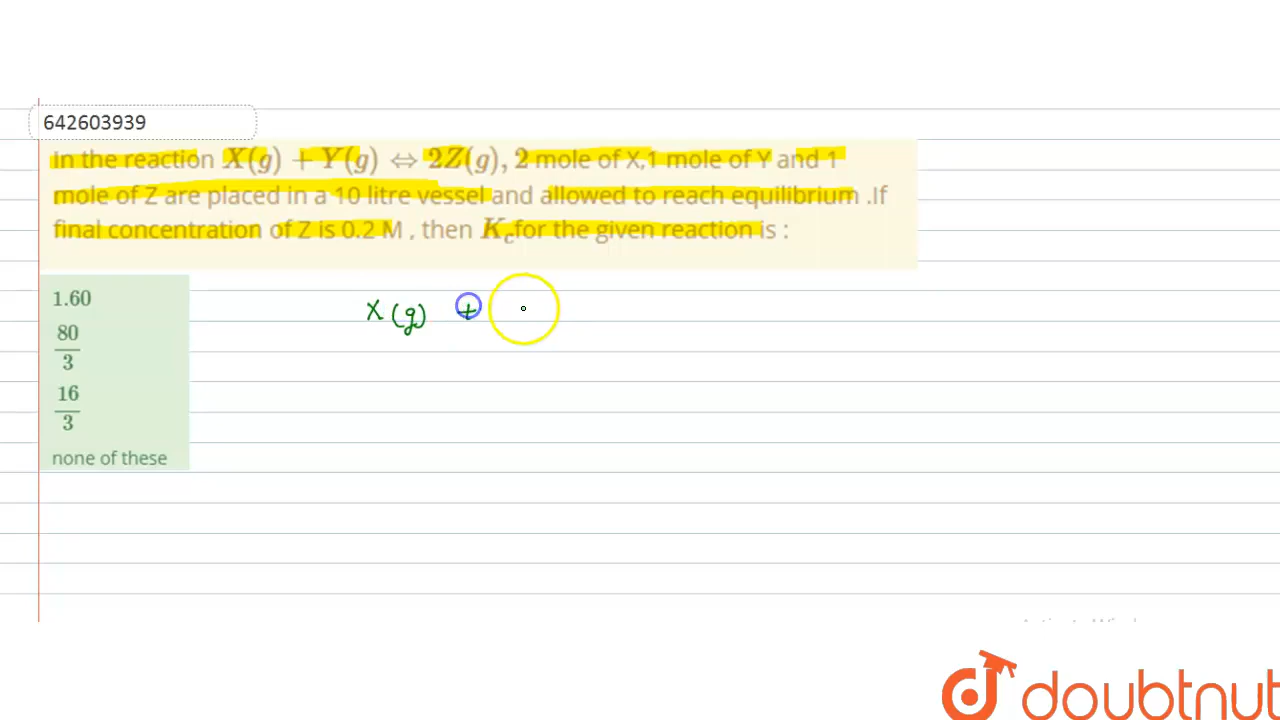 642603939
In the reaction X(g) + Y(g) ⇔ 2Z(g), 2 mole of X,1 mole of Y and 1
mole of Z are placed in a 10 litre vessel and allowed to reach equilibrium .If
final concentration of Z is 0.2 M , then K_c for the given reaction is :
1.60
80/3
16/3
none of these
X (g) +
doubtnut